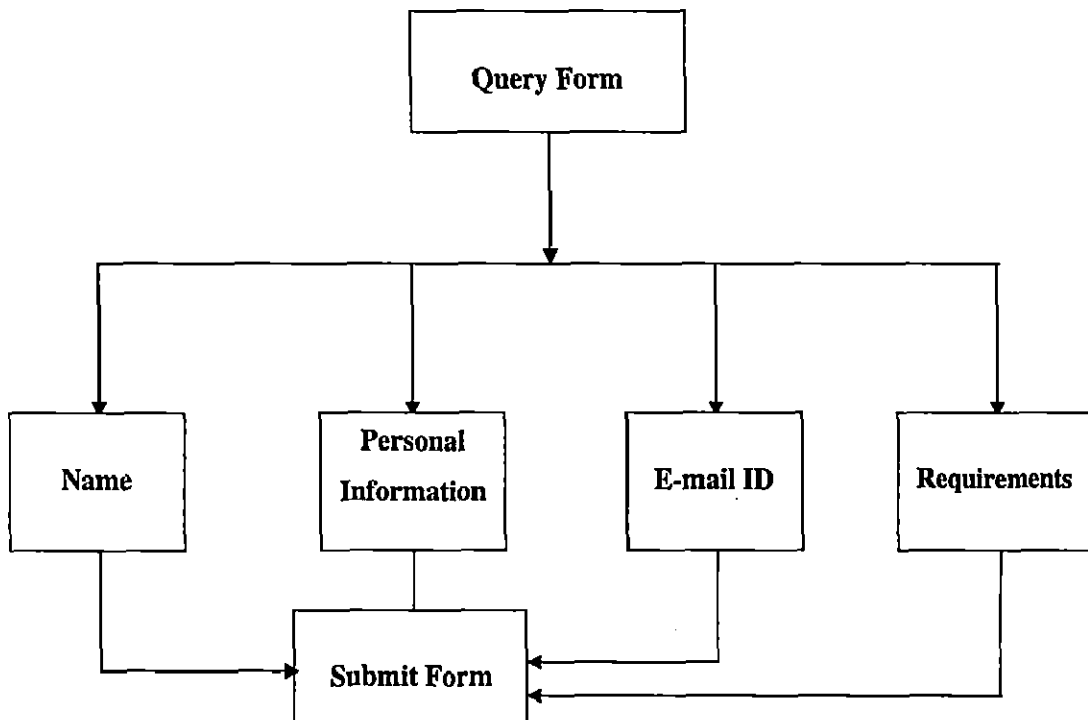 Query Form
Name
Personal
Information
E-mail ID
Requirements
Submit Form